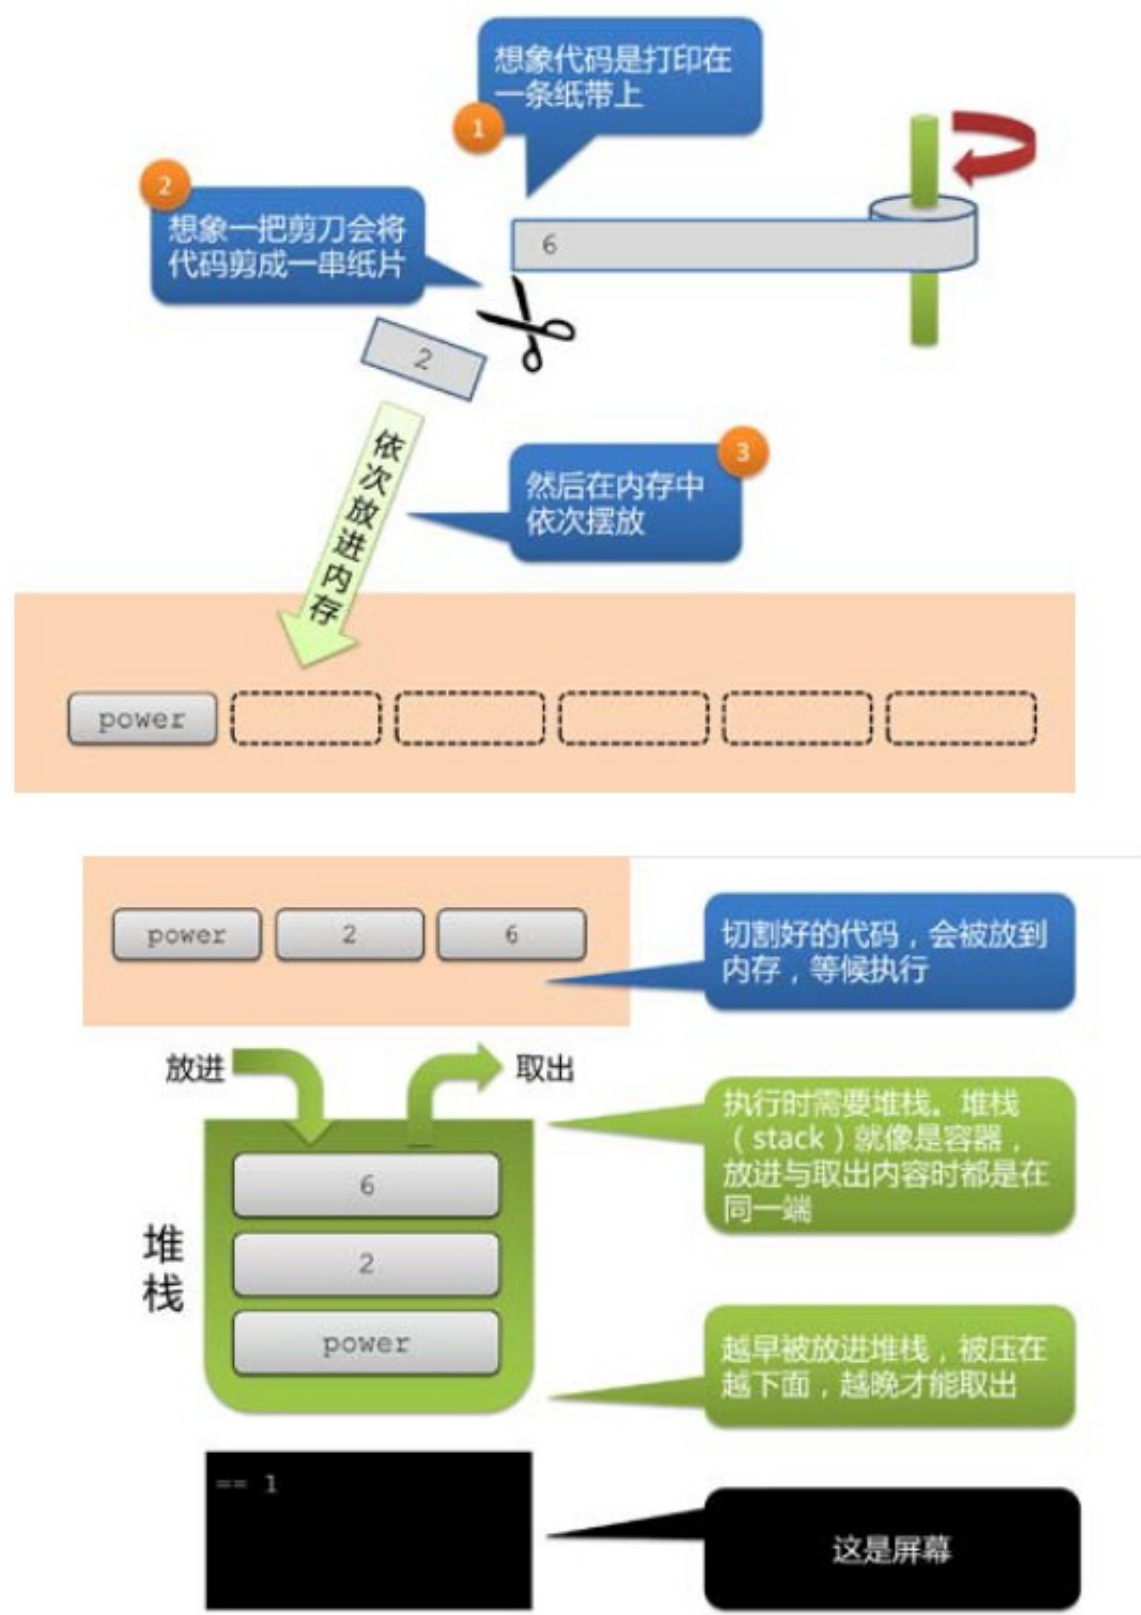 想象代码是打印在
一条纸带上
1
2
想象一把剪刀会将
代码剪成一串纸片
6
2
依次放进内存
3
然后在内存中
依次摆放
power
power 2 6
切割好的代码，会被放到
内存，等候执行
放进
取出
执行时需要堆栈。堆栈
（stack）就像是容器，
放进与取出内容时都是在
同一端
6
2
power
堆栈
越早被放进堆栈，被压在
越下面，越晚才能取出
== 1
这是屏幕